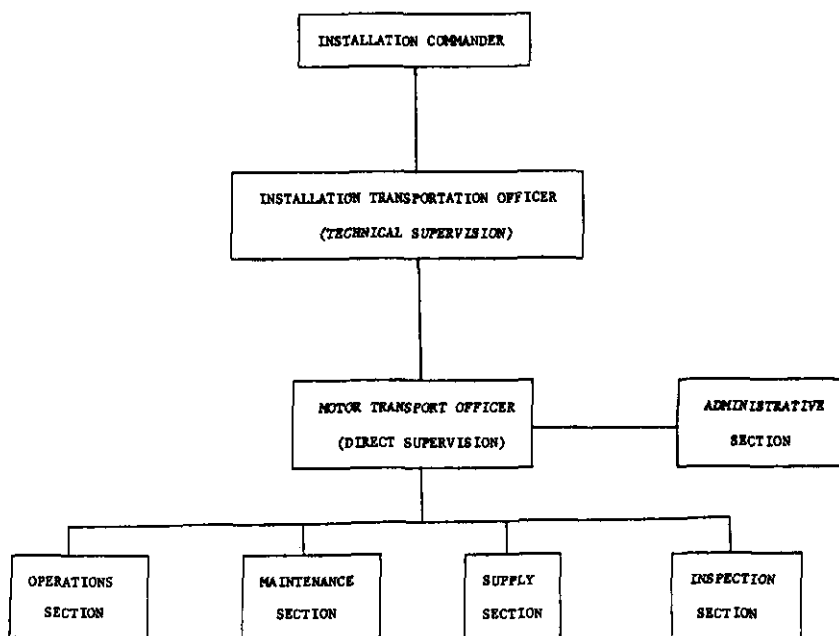 INSTALLATION COMMANDER
INSTALLATION TRANSPORTATION OFFICER
(TECHNICAL SUPERVISION)
MOTOR TRANSPORT OFFICER
(DIRECT SUPERVISION)
ADMINISTRATIVE
SECTION
OPERATIONS
SECTION
MAINTENANCE
SECTION
SUPPLY
SECTION
INSPECTION
SECTION